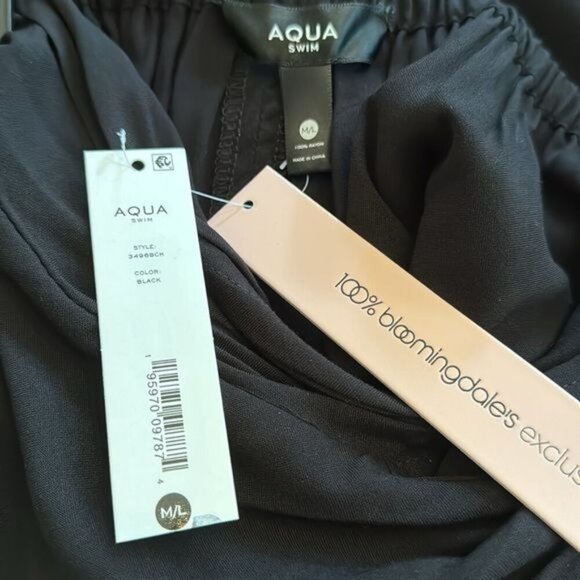 AQUA
SWIM
M/L
100% RAYON
MADE IN CHINA
AQUA
SWIM
STYLE:
3496BCH
COLOR:
BLACK
1 95970 09787 4
M/L
100% bloomingdale's exclus